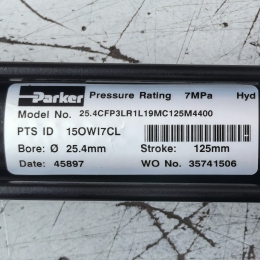 Parker Pressure Rating 7MPa Hyd
Model No. 25.4CFP3LR1L19MC125M4400
PTS ID 15OWI7CL
Bore: Ø 25.4mm Stroke: 125mm
Date: 45897 WO No. 35741506